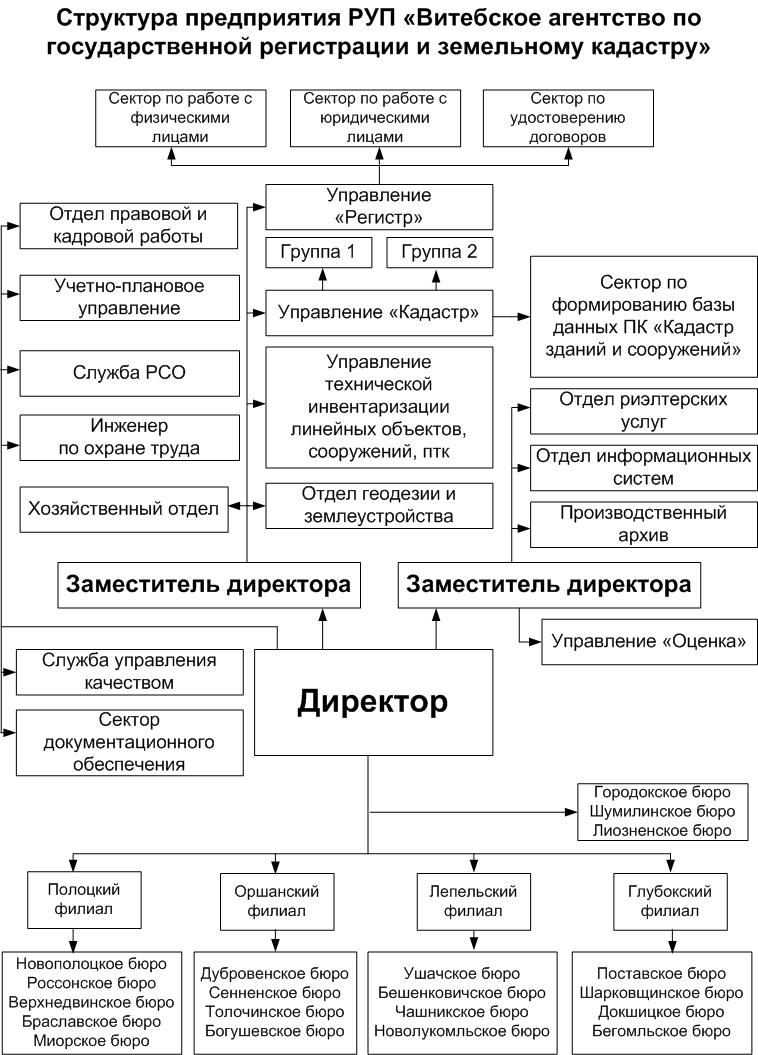 Структура предприятия РУП «Витебское агентство по
государственной регистрации и земельному кадастру»
Сектор по работе с
физическими
лицами
Сектор по работе с
юридическими
лицами
Сектор по
удостоверению
договоров
Управление
«Регистр»
Отдел правовой и
кадровой работы
Группа 1
Группа 2
Учетно-плановое
управление
Управление «Кадастр»
Сектор по
формированию базы
данных ПК «Кадастр
зданий и сооружений»
Служба РСО
Управление
технической
инвентаризации
линейных объектов,
сооружений, птк
Отдел риэлтерских
услуг
Инженер
по охране труда
Отдел информационных
систем
Хозяйственный отдел
Отдел геодезии и
землеустройства
Производственный
архив
Заместитель директора
Заместитель директора
Управление «Оценка»
Служба управления
качеством
Директор
Сектор
документационного
обеспечения
Городокское бюро
Шумилинское бюро
Лиозненское бюро
Полоцкий
филиал
Оршанский
филиал
Лепельский
филиал
Глубокский
филиал
Новополоцкое бюро
Россонское бюро
Верхнедвинское бюро
Браславское бюро
Миорское бюро
Дубровенское бюро
Сенненское бюро
Толочинское бюро
Богушевское бюро
Ушачское бюро
Бешенковичское бюро
Чашникское бюро
Новолукомльское бюро
Поставское бюро
Шарковщинское бюро
Докшицкое бюро
Бегомльское бюро